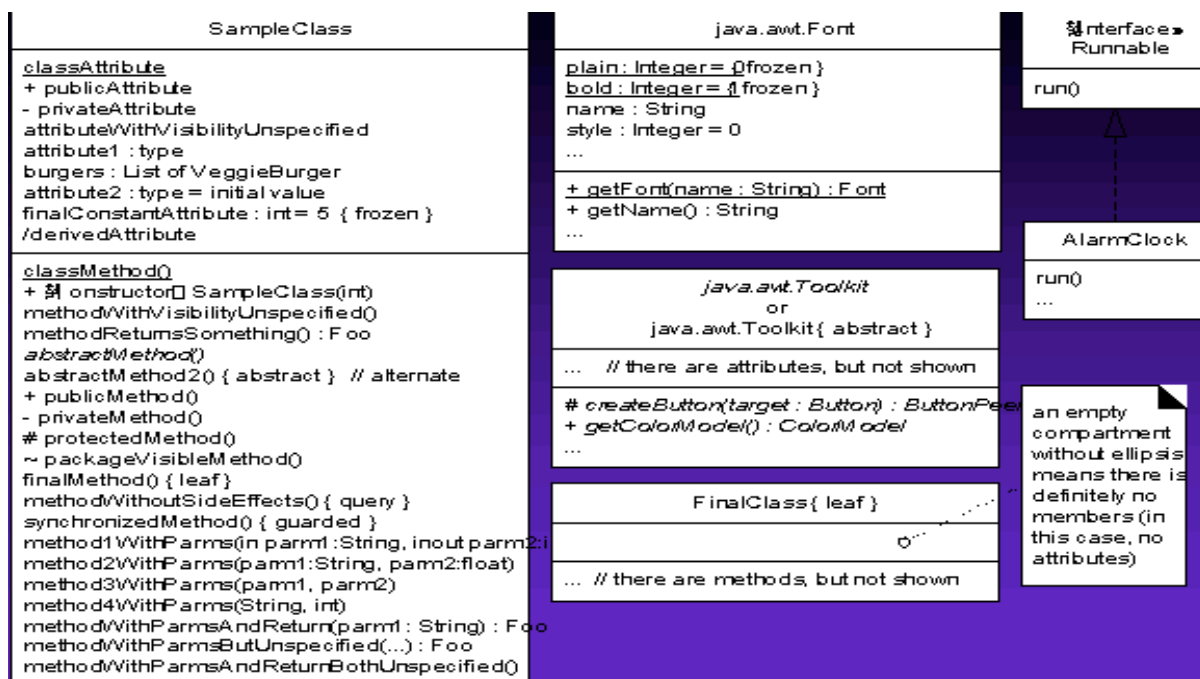 SampleClass
classAttribute
+ publicAttribute
- privateAttribute
attributeWithVisibilityUnspecified
attribute1 : type
burgers : List of VeggieBurger
attribute2 : type = initial value
finalConstantAttribute : int = 5 { frozen }
/derivedAttribute
classMethod()
+ onstructor SampleClass(int)
methodWithVisibilityUnspecified()
methodReturnsSomething() : Foo
abstractMethod()
abstractMethod2() { abstract } // alternate
+ publicMethod()
- privateMethod()
# protectedMethod()
~ packageVisibleMethod()
finalMethod() { leaf }
methodWithoutSideEffects() { query }
synchronizedMethod() { guarded }
method1WithParms(in parm1:String, inout parm2:i
method2WithParms(parm1:String, parm2:float)
method3WithParms(parm1, parm2)
method4WithParms(String, int)
methodWithParmsAndReturn(parm1 : String) : Foo
methodWithParmsButUnspecified(...) : Foo
methodWithParmsAndReturnBothUnspecified()
java.awt.Font
plain : Integer = 0 {frozen }
bold : Integer = 1 {frozen }
name : String
style : Integer = 0
...
+ getFont(name : String) : Font
+ getName() : String
...
java.awt.Toolkit
or
java.awt.Toolkit{ abstract }
... // there are attributes, but not shown
# createButton(target : Button) : ButtonPeer
+ getColorModel() : ColorModel
...
FinalClass{ leaf }
... // there are methods, but not shown
nterface»
Runnable
run()
AlarmClock
run()
...
an empty
compartment
without ellipsis
means there is
definitely no
members (in
this case, no
attributes)